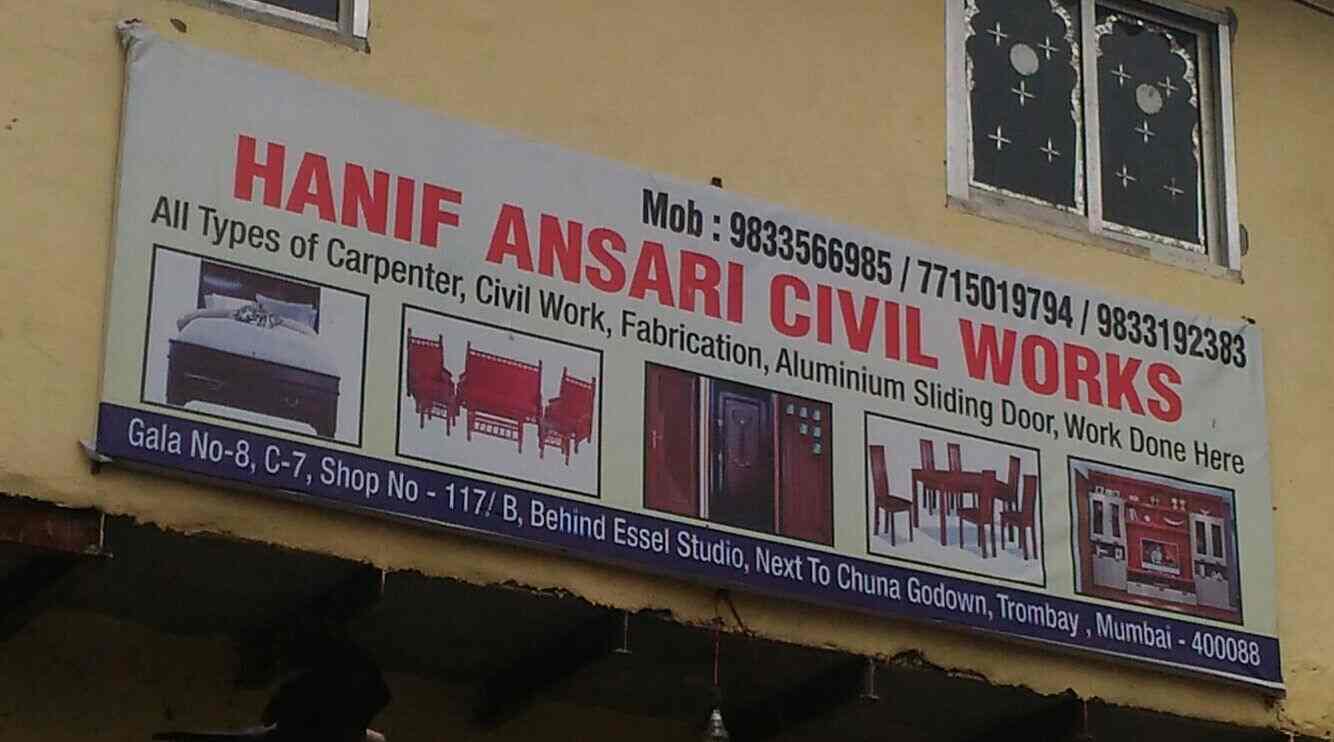 Mob : 9833566985 / 7715019794 / 9833192383
HANIF ANSARI CIVIL WORKS
All Types of Carpenter, Civil Work, Fabrication, Aluminium Sliding Door, Work Done Here
Gala No-8, C-7, Shop No - 117/ B, Behind Essel Studio, Next To Chuna Godown, Trombay , Mumbai - 400088